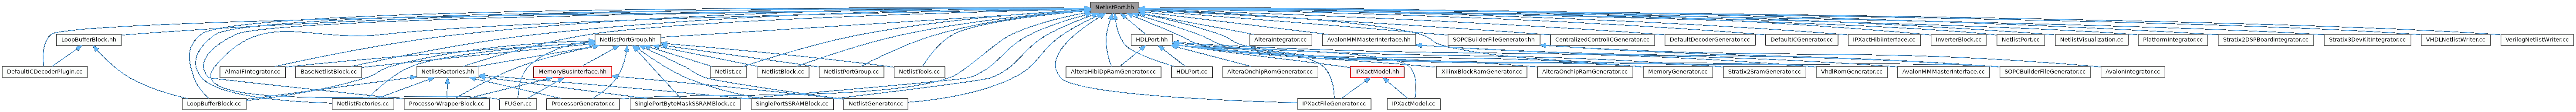 NetlistPort.hh
LoopBufferBlock.hh
NetlistPortGroup.hh
HDLPort.hh
AlteraIntegrator.cc
AvalonMMMasterInterface.hh
SOPCBuilderFileGenerator.hh
CentralizedControlICGenerator.cc
DefaultDecoderGenerator.cc
DefaultICGenerator.cc
IPXactHibiInterface.cc
InverterBlock.cc
NetlistPort.cc
NetlistVisualization.cc
PlatformIntegrator.cc
Stratix2DSPBoardIntegrator.cc
Stratix3DevKitIntegrator.cc
VHDLNetlistWriter.cc
VerilogNetlistWriter.cc
DefaultICDecoderPlugin.cc
AlmaIFIntegrator.cc
BaseNetlistBlock.cc
NetlistFactories.hh
MemoryBusInterface.hh
Netlist.cc
NetlistBlock.cc
NetlistPortGroup.cc
NetlistTools.cc
AlteraHibiDpRamGenerator.cc
HDLPort.cc
AlteraOnchipRomGenerator.cc
IPXactModel.hh
XilinxBlockRamGenerator.cc
AlteraOnchipRamGenerator.cc
MemoryGenerator.cc
Stratix2SramGenerator.cc
VhdlRomGenerator.cc
AvalonMMMasterInterface.cc
SOPCBuilderFileGenerator.cc
AvalonIntegrator.cc
LoopBufferBlock.cc
NetlistFactories.cc
ProcessorWrapperBlock.cc
FUGen.cc
ProcessorGenerator.cc
SinglePortByteMaskSSRAMBlock.cc
SinglePortSSRAMBlock.cc
NetlistGenerator.cc
IPXactFileGenerator.cc
IPXactModel.cc